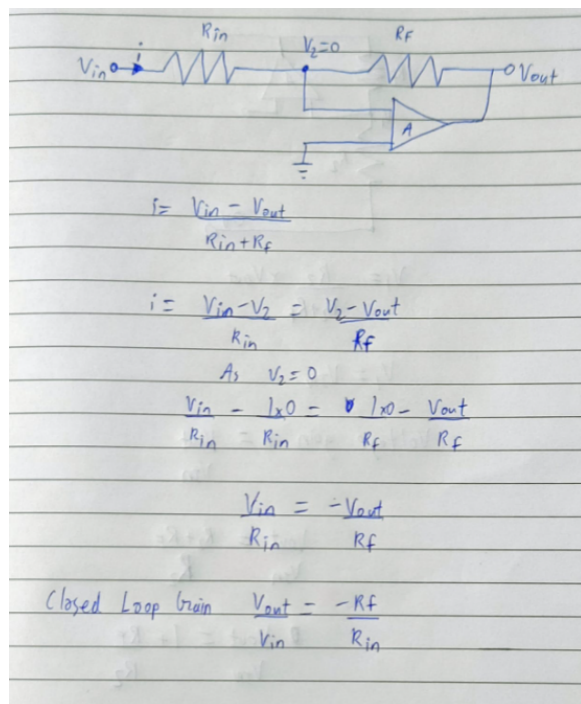 Rin V2=0 RF
Vin i Vout
A
i= Vin - Vout
Rin+Rf
i = Vin-V2 = V2-Vout
Rin Rf
As V2=0
Vin - 1x0 = 1x0 - Vout
Rin Rin Rf Rf
Vin = -Vout
Rin Rf
Closed Loop Gain Vout = -Rf
Vin Rin